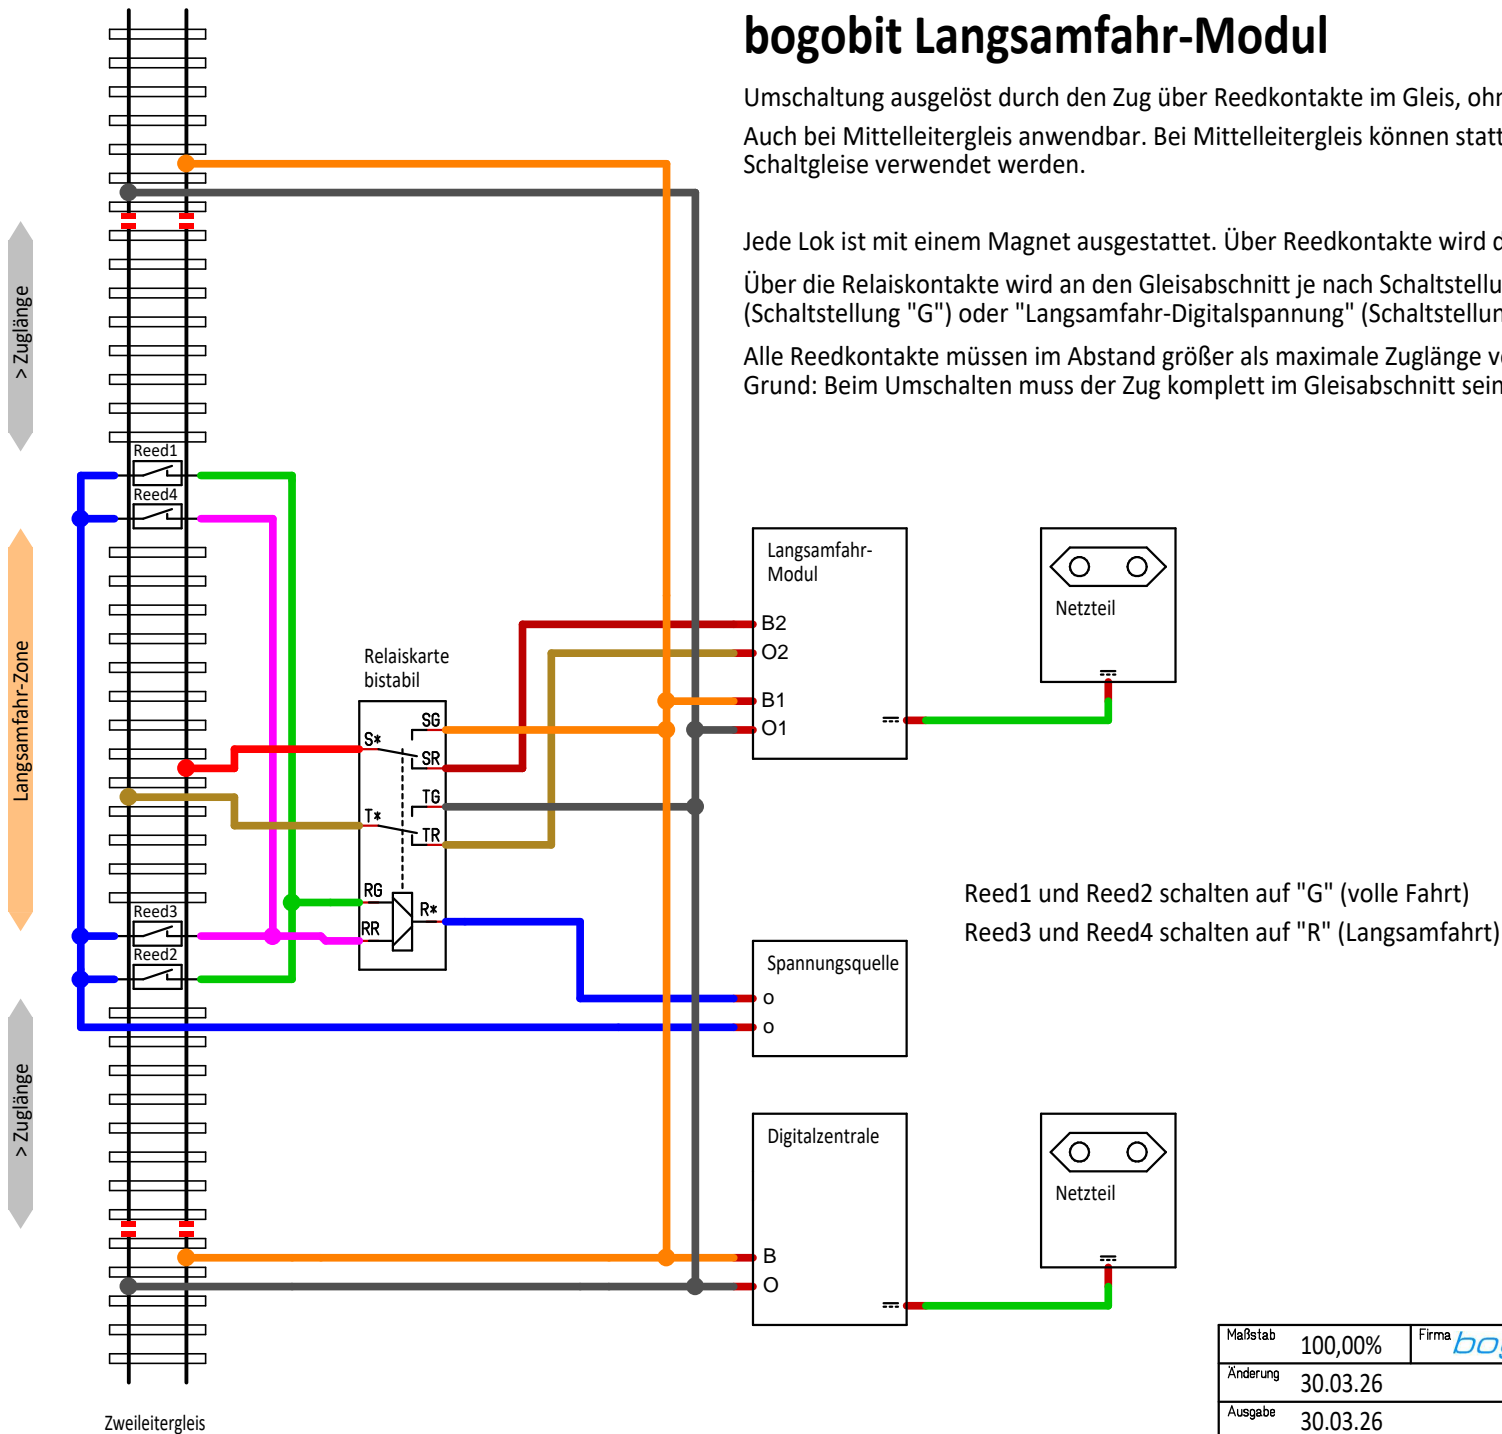 bogobit Langsamfahr-Modul
Umschaltung ausgelöst durch den Zug über Reedkontakte im Gleis,
Auch bei Mittelleitergleis anwendbar. Bei Mittelleitergleis können statt
Schaltgleise verwendet werden.
Jede Lok ist mit einem Magnet ausgestattet. Über Reedkontakte wird
Über die Relaiskontakte wird an den Gleisabschnitt je nach
(Schaltstellung "G") oder "Langsamfahr-Digitalspannung"
Alle Reedkontakte müssen im Abstand größer als maximale Zuglänge
Grund: Beim Umschalten muss der Zug komplett im Gleisabschnitt
> Zuglänge
Reed1
Reed4
Langsamfahr-Zone
Reed3
Reed2
> Zuglänge
Zweileitergleis
Relaiskarte
bistabil
S*
SG
SR
T*
TG
TR
RG
RR
R*
Langsamfahr-
Modul
B2
O2
B1
O1
Netzteil
Reed1 und Reed2 schalten auf "G" (volle Fahrt)
Reed3 und Reed4 schalten auf "R" (Langsamfahrt)
Spannungsquelle
o
o
Digitalzentrale
B
O
Netzteil
Maßstab 100,00% Firma
Änderung 30.03.26
Ausgabe 30.03.26